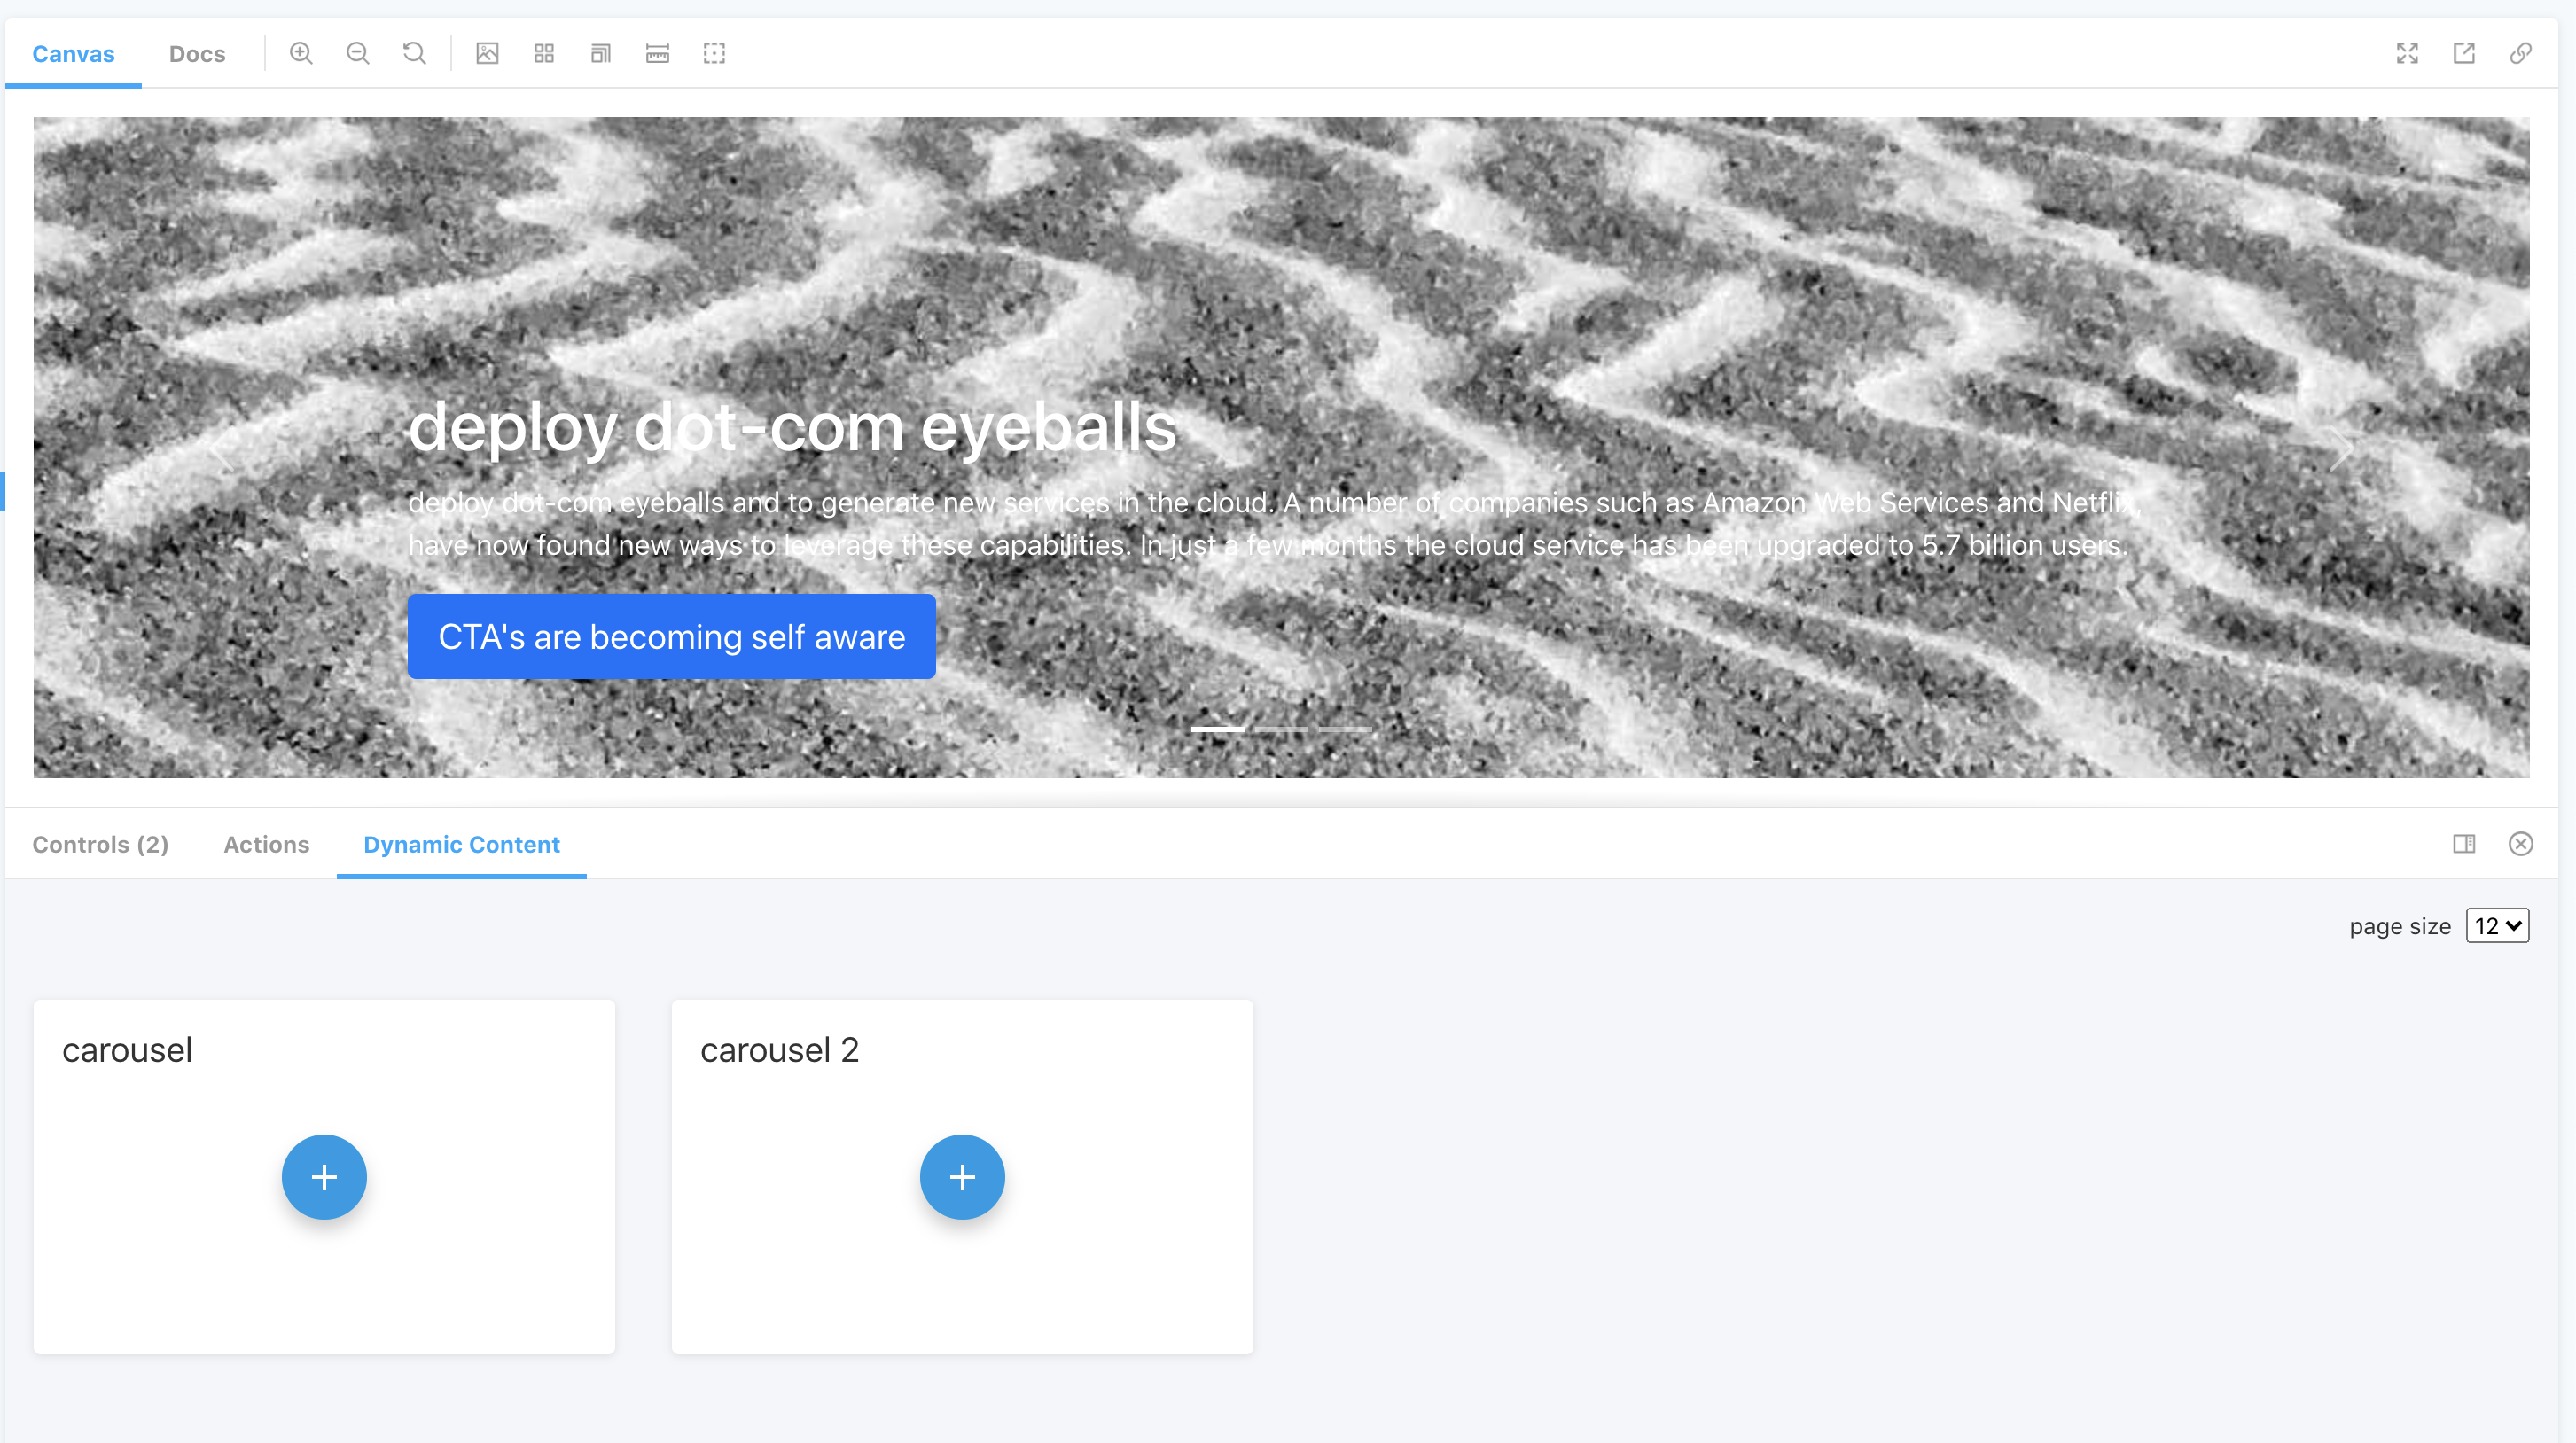 Canvas Docs
deploy dot-com eyeballs
deploy dot-com eyeballs and to generate new services in the cloud. A number of companies such as Amazon Web Services and Netflix,
have now found new ways to leverage these capabilities. In just a few months the cloud service has been upgraded to 5.7 billion users.
CTA's are becoming self aware
Controls (2) Actions Dynamic Content
page size 12
carousel
carousel 2